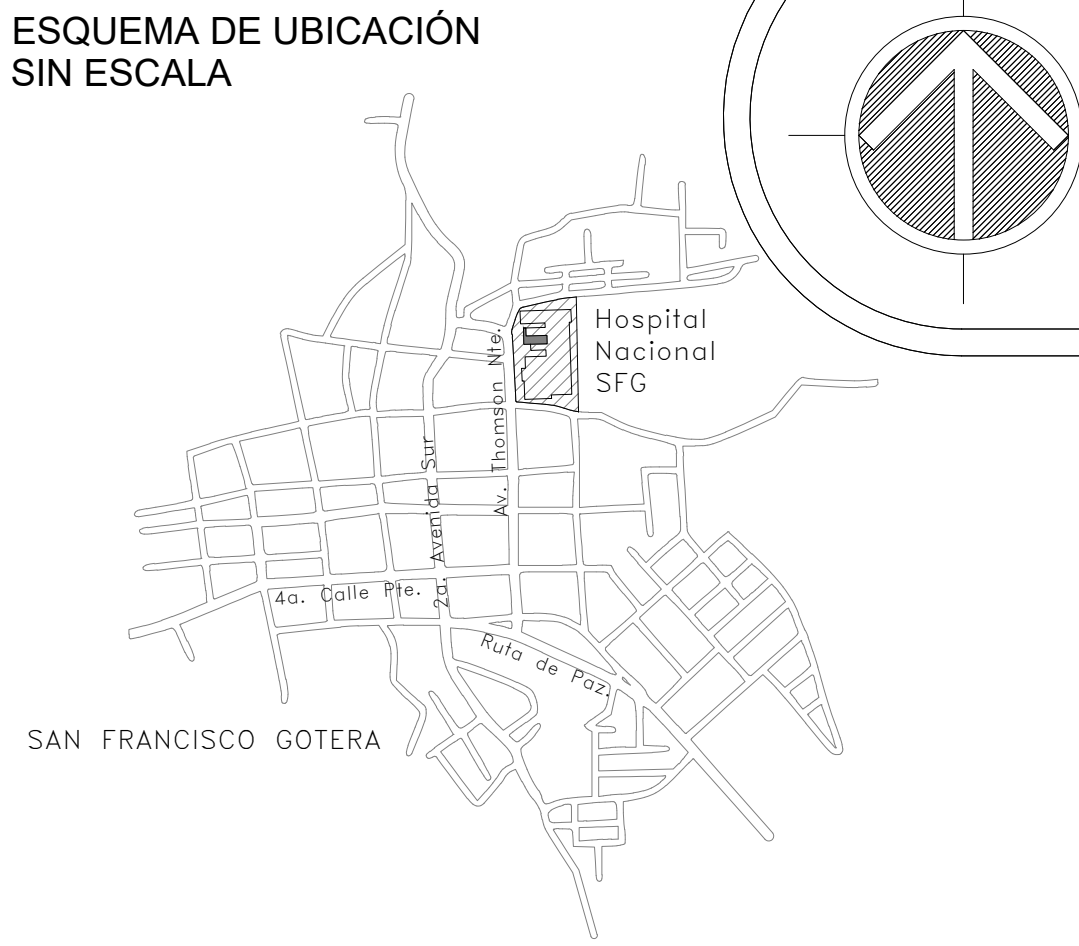 ESQUEMA DE UBICACIÓN
SIN ESCALA
Hospital
Nacional
SFG
Av. Thomson Nte.
2a. Avenida Sur
4a. Calle Pte.
Ruta de Paz.
SAN FRANCISCO GOTERA